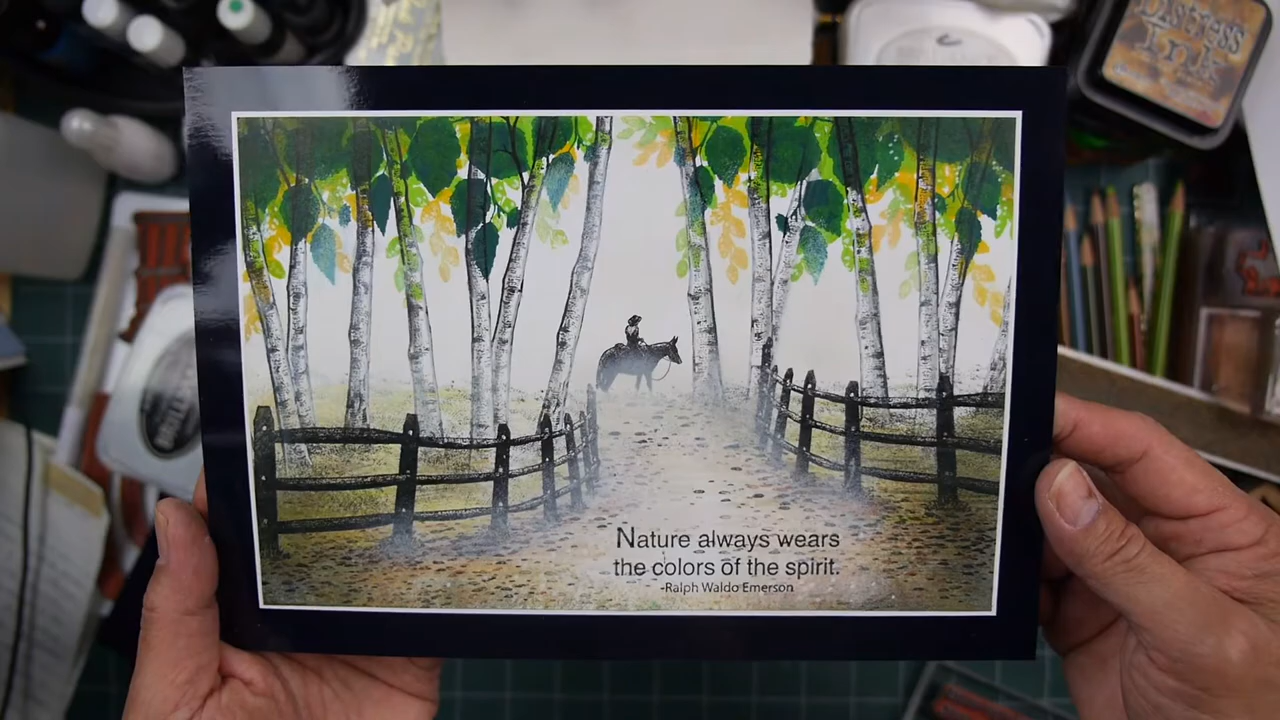 Distress
Ink
Nature always wears
the colors of the spirit.
-Ralph Waldo Emerson